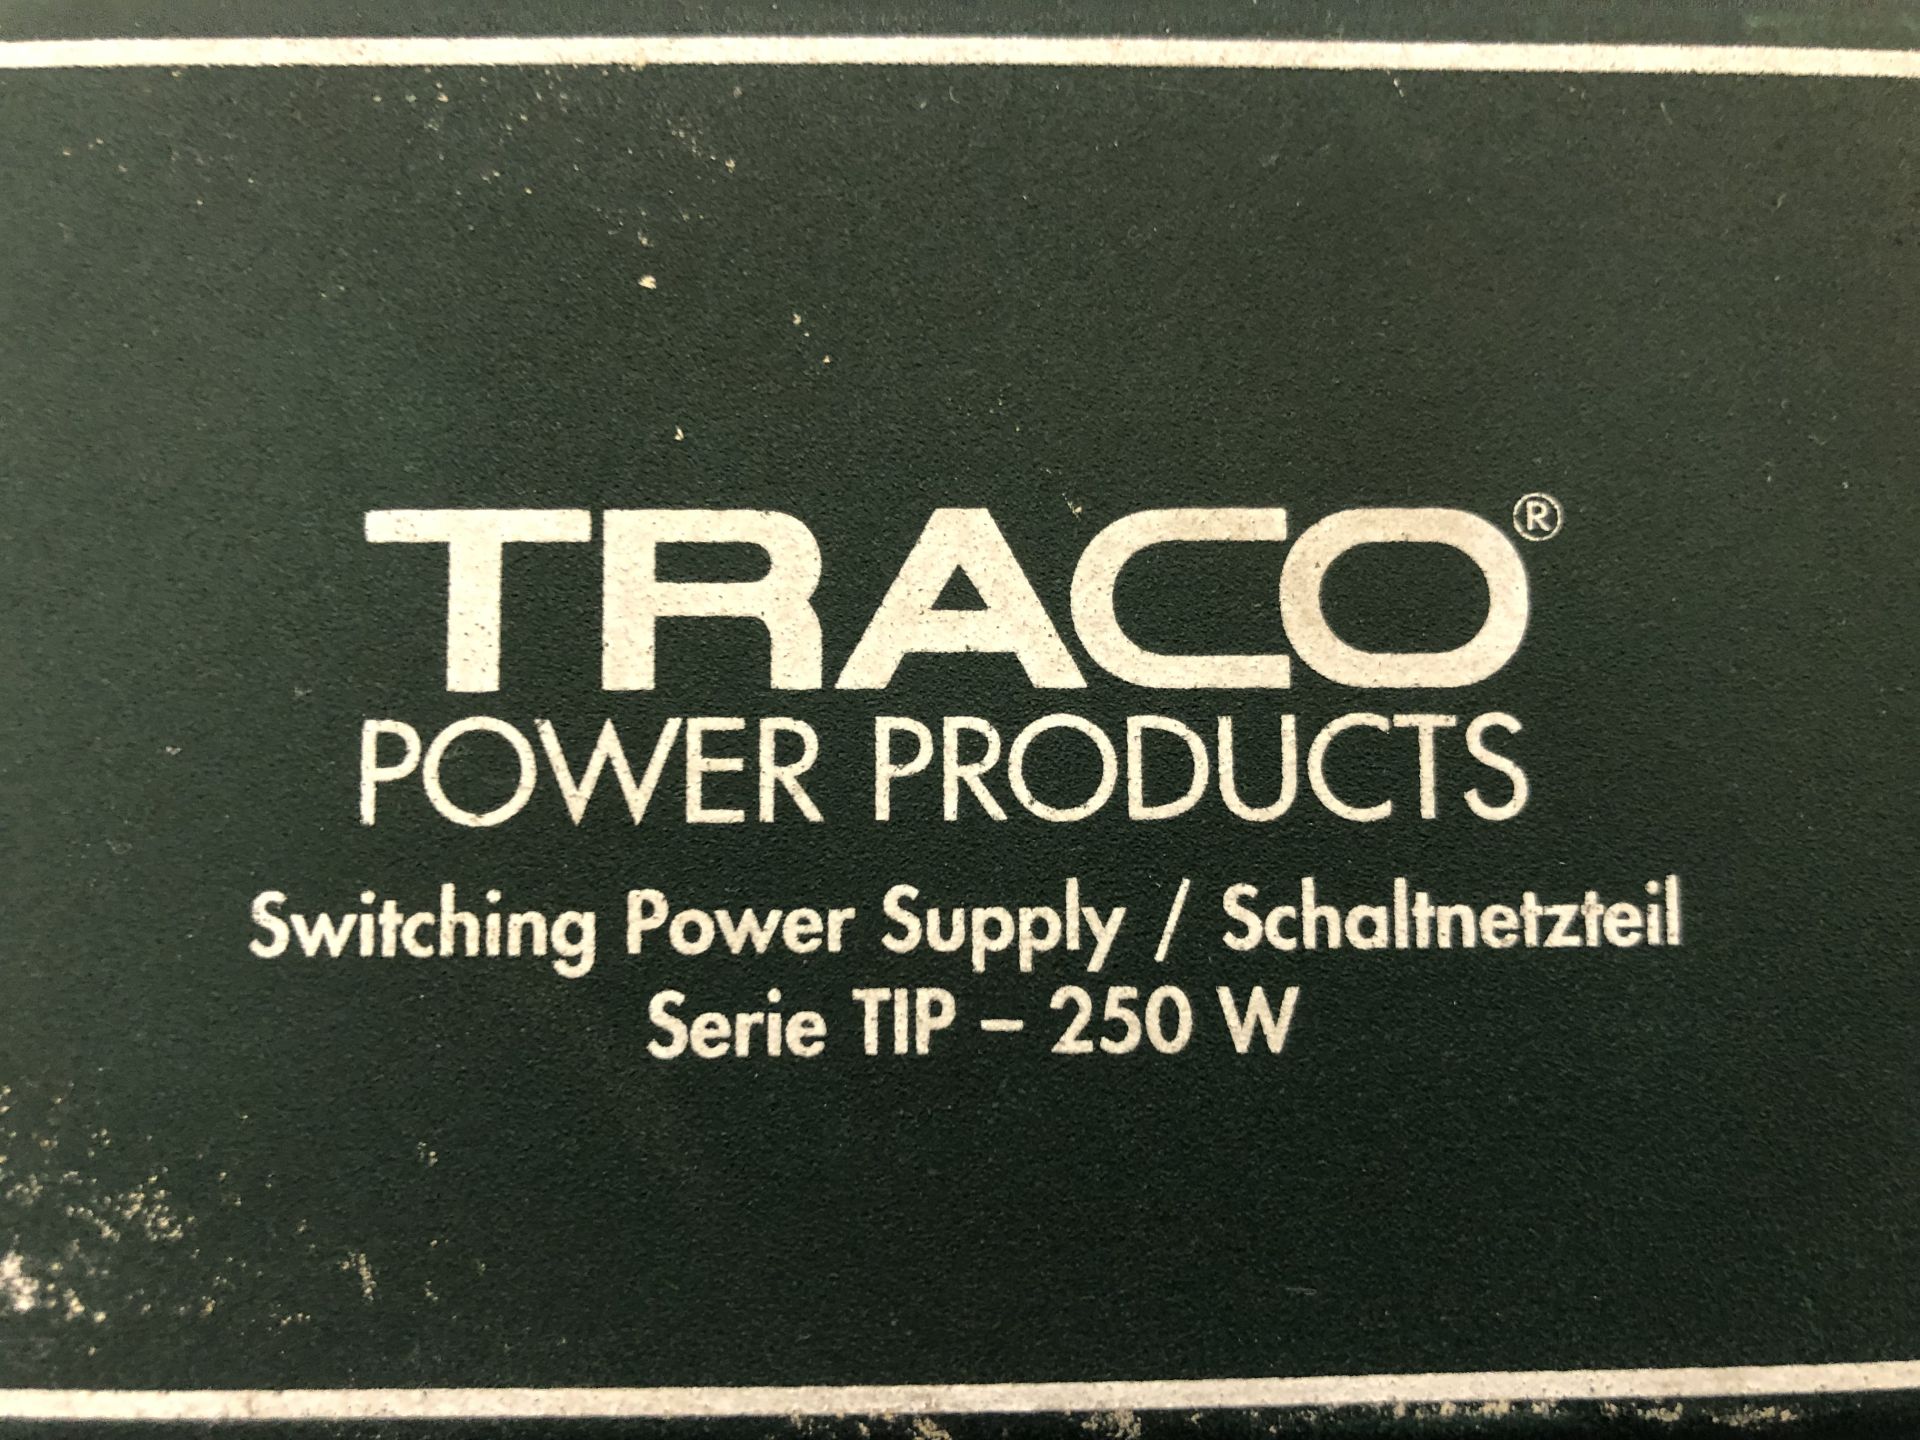 TRACO®
POWER PRODUCTS
Switching Power Supply / Schaltnetzteil
Serie TIP – 250 W